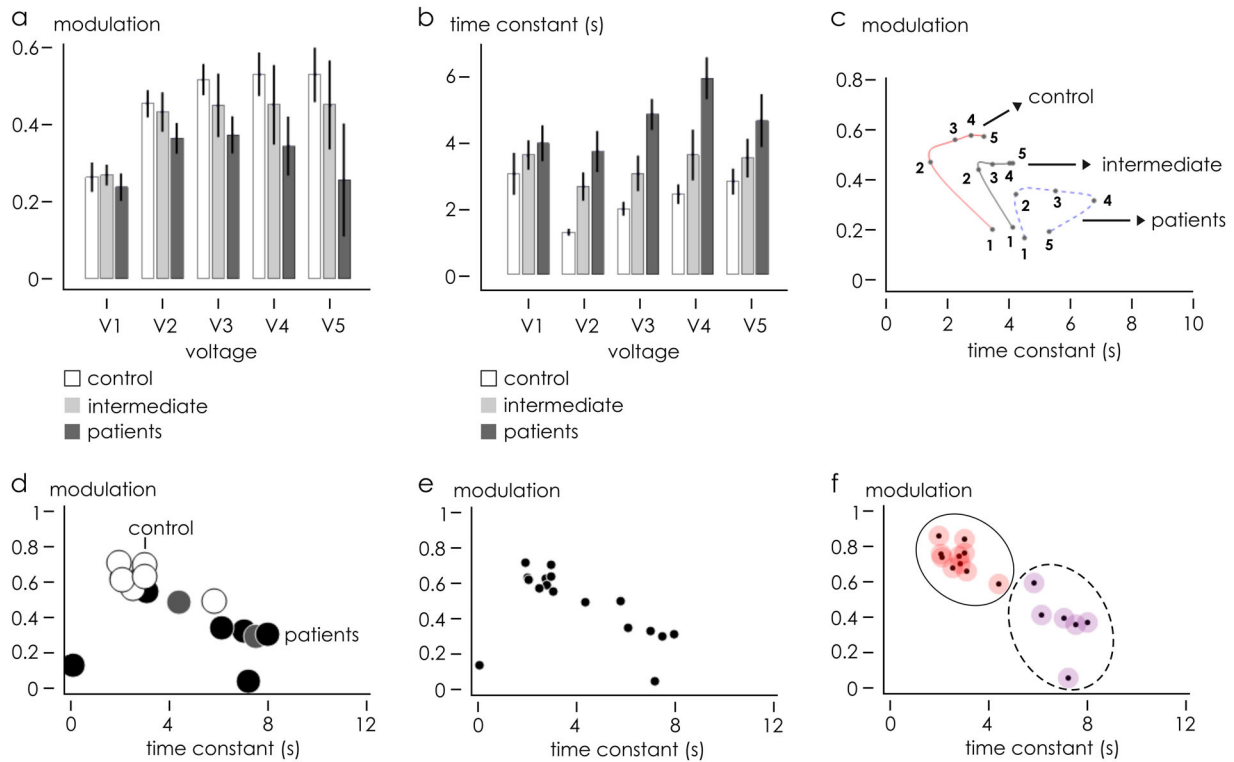 a modulation
0.6
0.4
0.2
0
V1 V2 V3 V4 V5
voltage
control
intermediate
patients
b time constant (s)
6
4
2
0
V1 V2 V3 V4 V5
voltage
control
intermediate
patients
c modulation
0.8
0.6
0.4
0.2
0
0 2 4 6 8 10
time constant (s)
control
3 4 5
2
1
intermediate
2 3 4 5
1
patients
2 3 4
1 5
d modulation
1
0.8
0.6
0.4
0.2
0
control
patients
0 4 8 12
time constant (s)
e modulation
1
0.8
0.6
0.4
0.2
0
0 4 8 12
time constant (s)
f modulation
1
0.8
0.6
0.4
0.2
0
0 4 8 12
time constant (s)